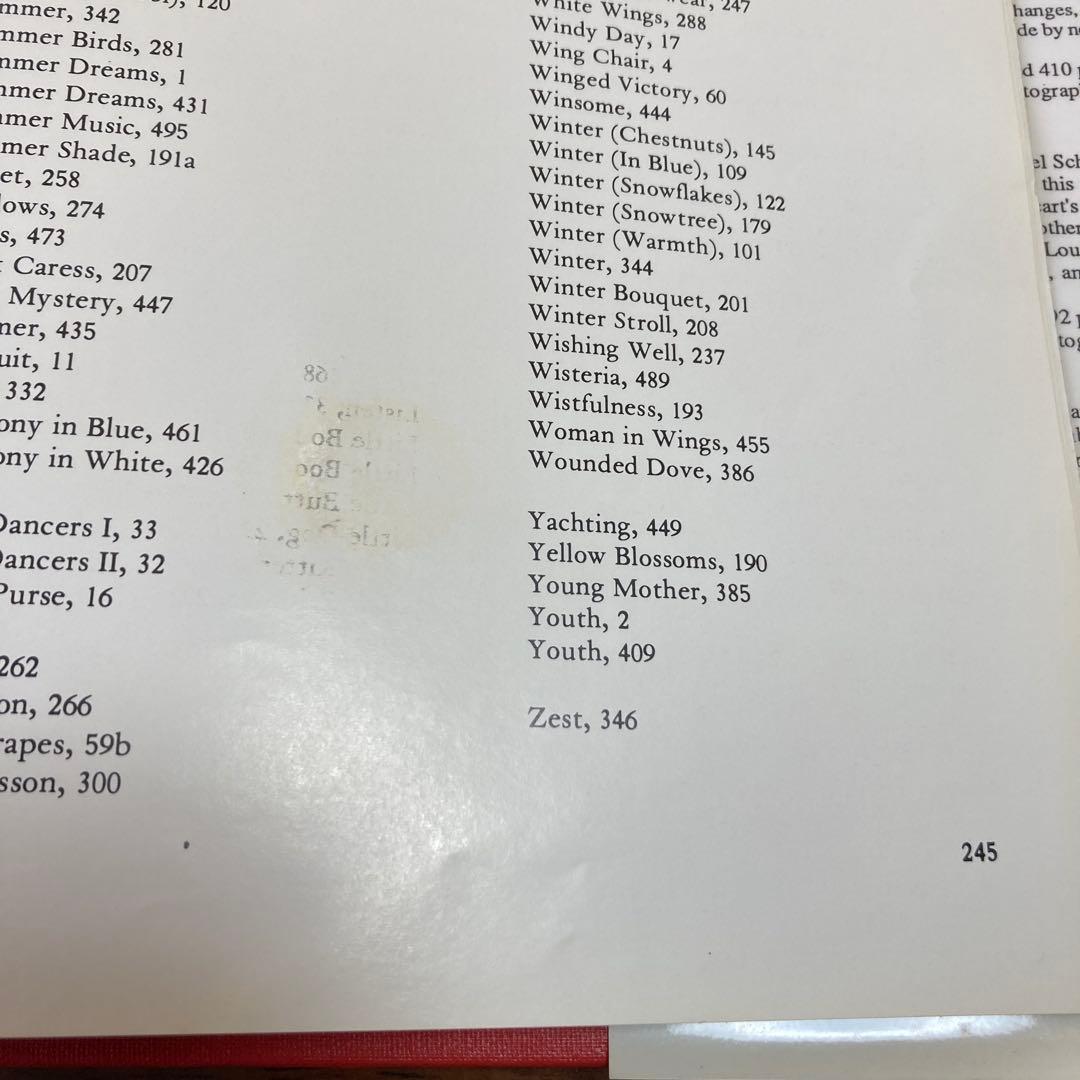 120
mmer, 342
mmer Birds, 281
mmer Dreams, 1
mmer Dreams, 431
mmer Music, 495
mer Shade, 191a
et, 258
lows, 274
s, 473
t Caress, 207
Mystery, 447
ner, 435
uit, 11
332
ony in Blue, 461
ony in White, 426
Dancers I, 33
Dancers II, 32
Purse, 16
262
on, 266
rapes, 59b
sson, 300
ear, 247
White Wings, 288
Windy Day, 17
Wing Chair, 4
Winged Victory, 60
Winsome, 444
Winter (Chestnuts), 145
Winter (In Blue), 109
Winter (Snowflakes), 122
Winter (Snowtree), 179
Winter (Warmth), 101
Winter, 344
Winter Bouquet, 201
Winter Stroll, 208
Wishing Well, 237
Wisteria, 489
Wistfulness, 193
Woman in Wings, 455
Wounded Dove, 386
Yachting, 449
Yellow Blossoms, 190
Young Mother, 385
Youth, 2
Youth, 409
Zest, 346
245
hanges,
de by n
d 410
tograp
el Sch
this
art's
other
Lou
, an
02
tog